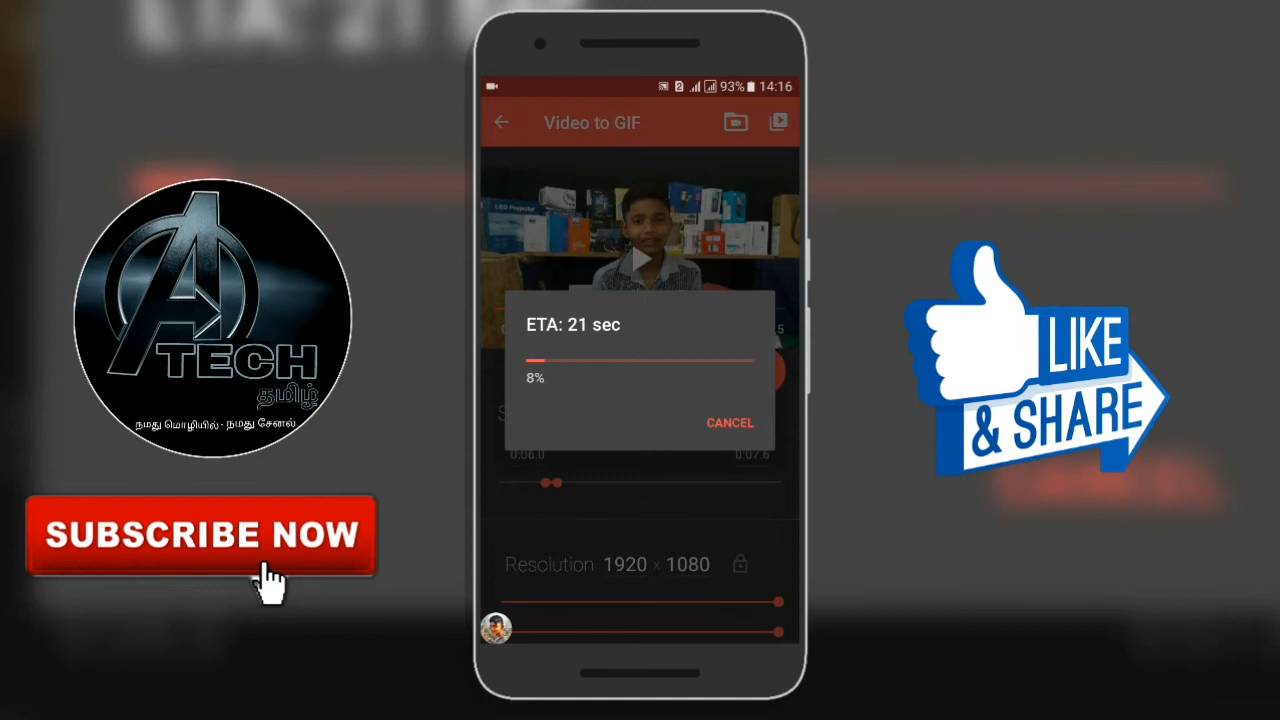 93% 14:16
Video to GIF
LED Projector
ETA: 21 sec
8%
CANCEL
0:06.0 0:07.6
Resolution 1920 × 1080
A
TECH
தமிழ்
நமது மொழியில் - நமது சேனல்
SUBSCRIBE NOW
LIKE
& SHARE